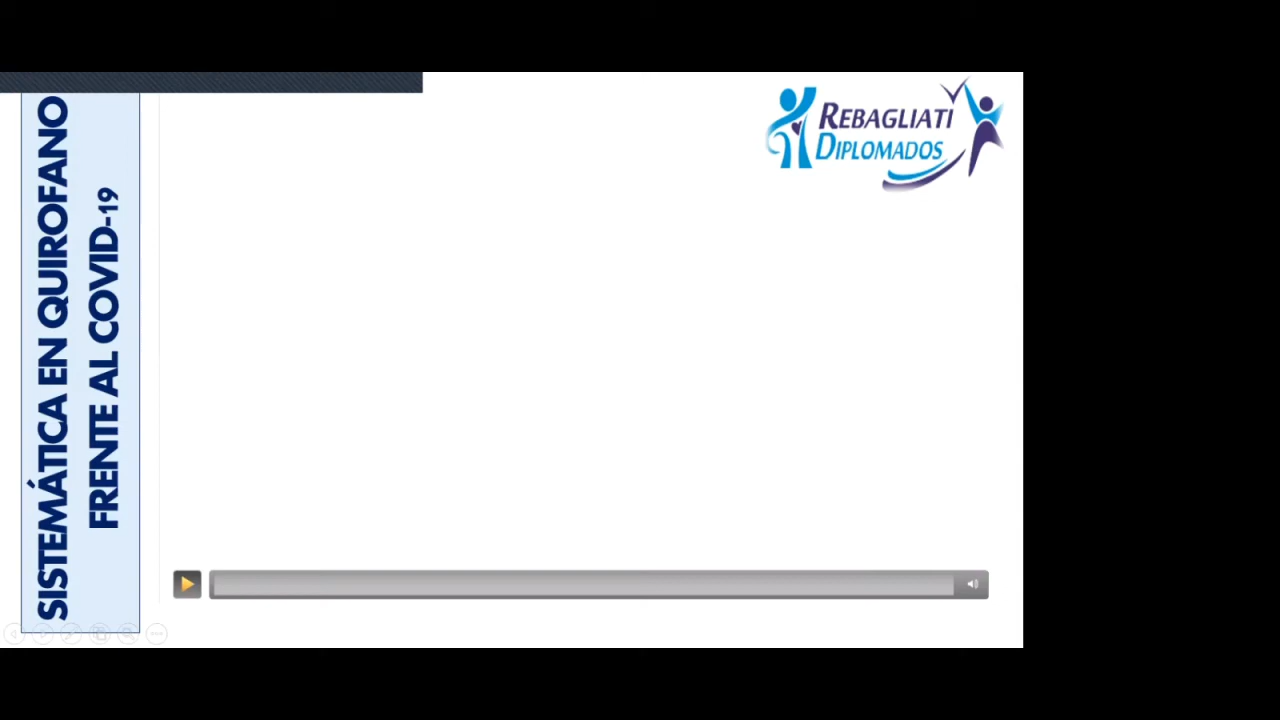 SISTEMÁTICA EN QUIROFANO
FRENTE AL COVID-19
REBAGLIATI
DIPLOMADOS